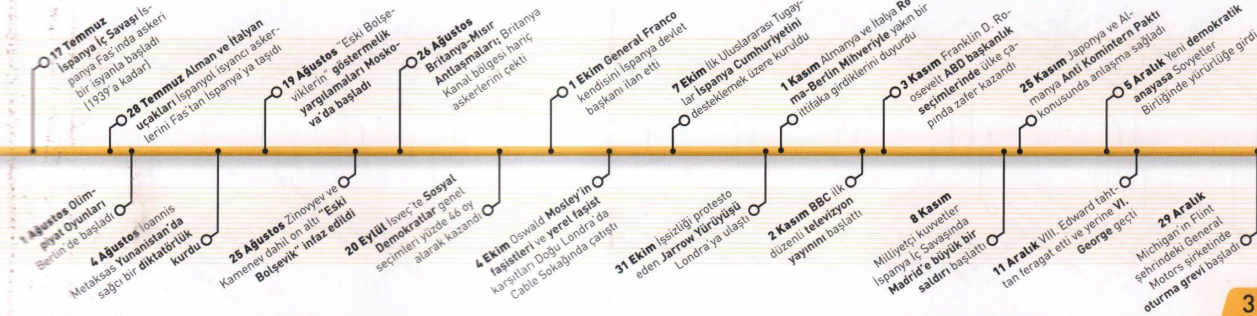 17 Temmuz
İspanya İç Savaşı İs-
panya Fas'ında askeri
bir isyanla başladı
[1939'a kadar]
28 Temmuz Alman ve İtalyan
uçakları İspanyol isyancı asker-
lerini Fas'tan İspanya'ya taşıdı
19 Ağustos "Eski Bolşe-
viklerin" göstermelik
yargılamaları Mosko-
va'da başladı
26 Ağustos
Britanya-Mısır
Antlaşmaları; Britanya
Kanal bölgesi hariç
askerlerini çekti
1 Ekim General Franco
kendisini İspanya devlet
başkanı ilan etti
7 Ekim İlk Uluslararası Tugay-
lar İspanya Cumhuriyetini
desteklemek üzere kuruldu
1 Kasım Almanya ve İtalya Ro-
ma-Berlin Mihveriyle yakın bir
ittifaka girdiklerini duyurdu
3 Kasım Franklin D. Ro-
osevelt ABD başkanlık
seçimlerinde ülke ça-
pında zafer kazandı
25 Kasım Japonya ve Al-
manya Anti Komintern Paktı
konusunda anlaşma sağladı
5 Aralık Yeni demokratik
anayasa Sovyetler
Birliğinde yürürlüğe girdi
1 Ağustos Olim-
piyat Oyunları
Berlin'de başladı
4 Ağustos Ioannis
Metaksas Yunanistan'da
sağcı bir diktatörlük
kurdu
25 Ağustos Zinovyev ve
Kamenev dahil on altı "Eski
Bolşevik" infaz edildi
20 Eylül İsveç'te Sosyal
Demokratlar genel
seçimleri yüzde 46 oy
alarak kazandı
4 Ekim Oswald Mosley'in
faşistleri ve yerel faşist
karşıtları Doğu Londra'da
Cable Sokağında çatıştı
31 Ekim İşsizliği protesto
eden Jarrow Yürüyüşü
Londra'ya ulaştı
2 Kasım BBC ilk
düzenli televizyon
yayınını başlattı
8 Kasım
Milliyetçi kuvvetler
İspanya İç Savaşında
Madrid'e büyük bir
saldırı başlattı
11 Aralık VIII. Edward taht-
tan feragat etti ve yerine VI.
George geçti
29 Aralık
Michigan'ın Flint
şehrindeki General
Motors şirketinde
oturma grevi başladı
3